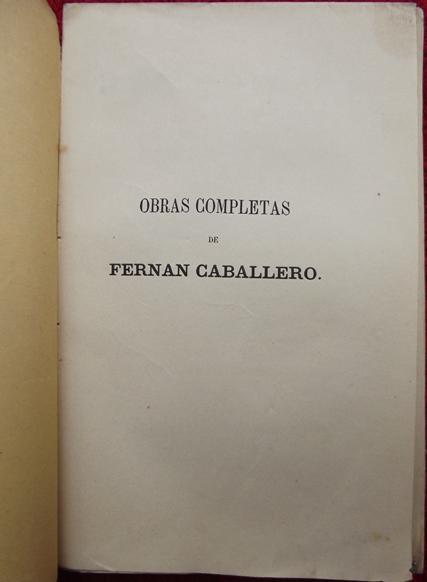 OBRAS COMPLETAS
DE
FERNAN CABALLERO.